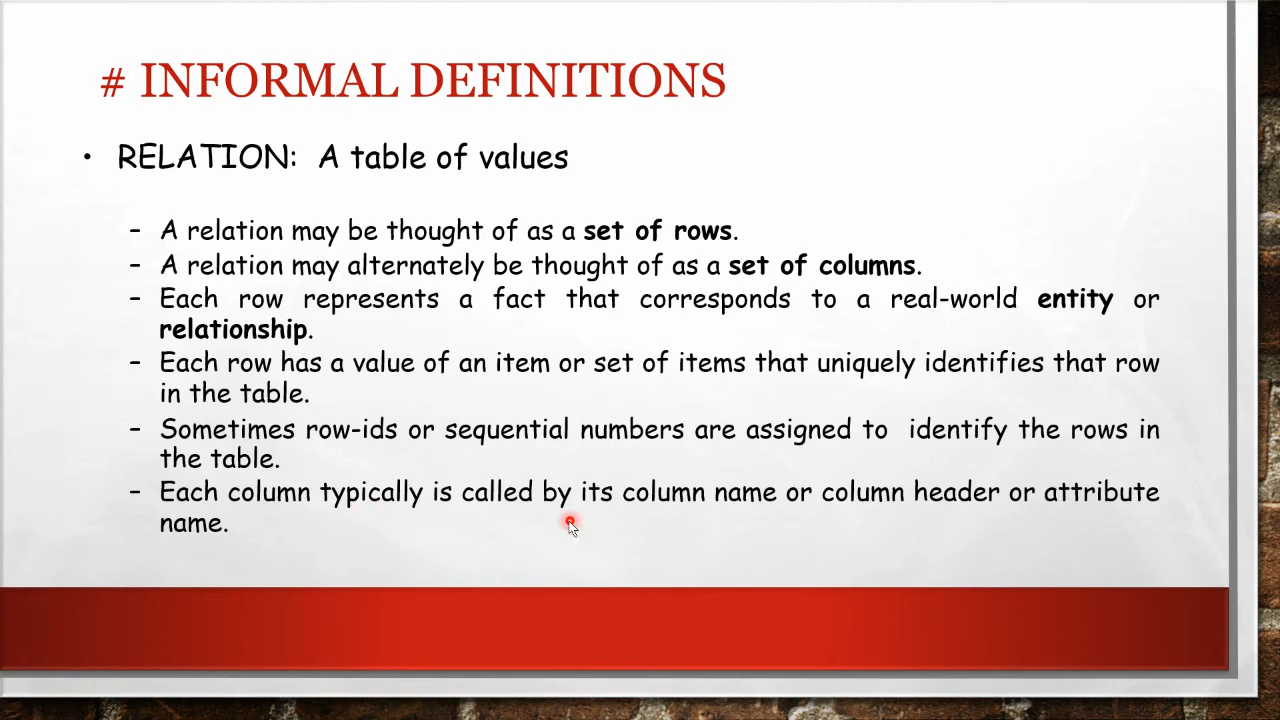 # INFORMAL DEFINITIONS
• RELATION: A table of values
– A relation may be thought of as a set of rows.
– A relation may alternately be thought of as a set of columns.
– Each row represents a fact that corresponds to a real-world entity or
relationship.
– Each row has a value of an item or set of items that uniquely identifies that row
in the table.
– Sometimes row-ids or sequential numbers are assigned to identify the rows in
the table.
– Each column typically is called by its column name or column header or attribute
name.